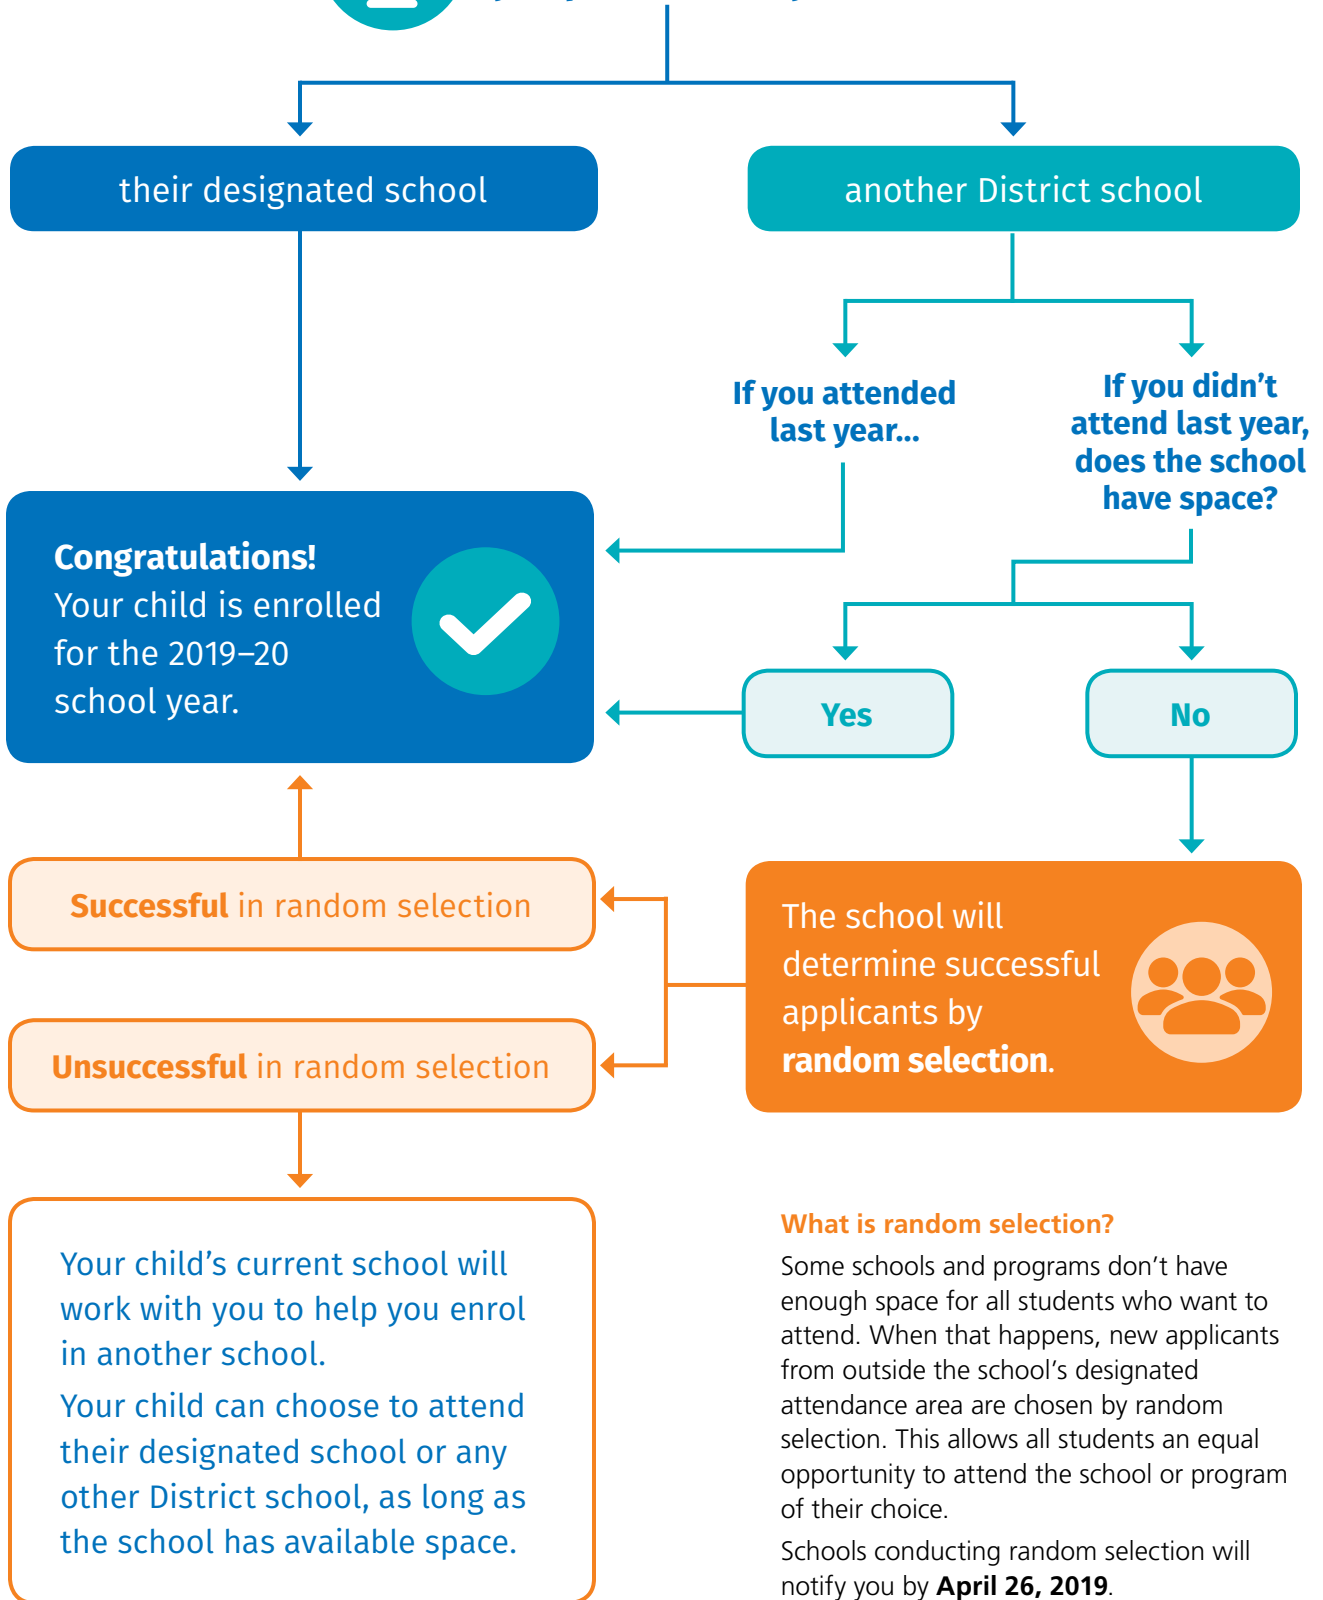 their designated school
another District school
If you attended
last year...
If you didn't
attend last year,
does the school
have space?
Congratulations!
Your child is enrolled
for the 2019–20
school year.
Yes
No
Successful in random selection
The school will
determine successful
applicants by
random selection.
Unsuccessful in random selection
Your child's current school will
work with you to help you enrol
in another school.
Your child can choose to attend
their designated school or any
other District school, as long as
the school has available space.
What is random selection?
Some schools and programs don't have
enough space for all students who want to
attend. When that happens, new applicants
from outside the school's designated
attendance area are chosen by random
selection. This allows all students an equal
opportunity to attend the school or program
of their choice.
Schools conducting random selection will
notify you by April 26, 2019.